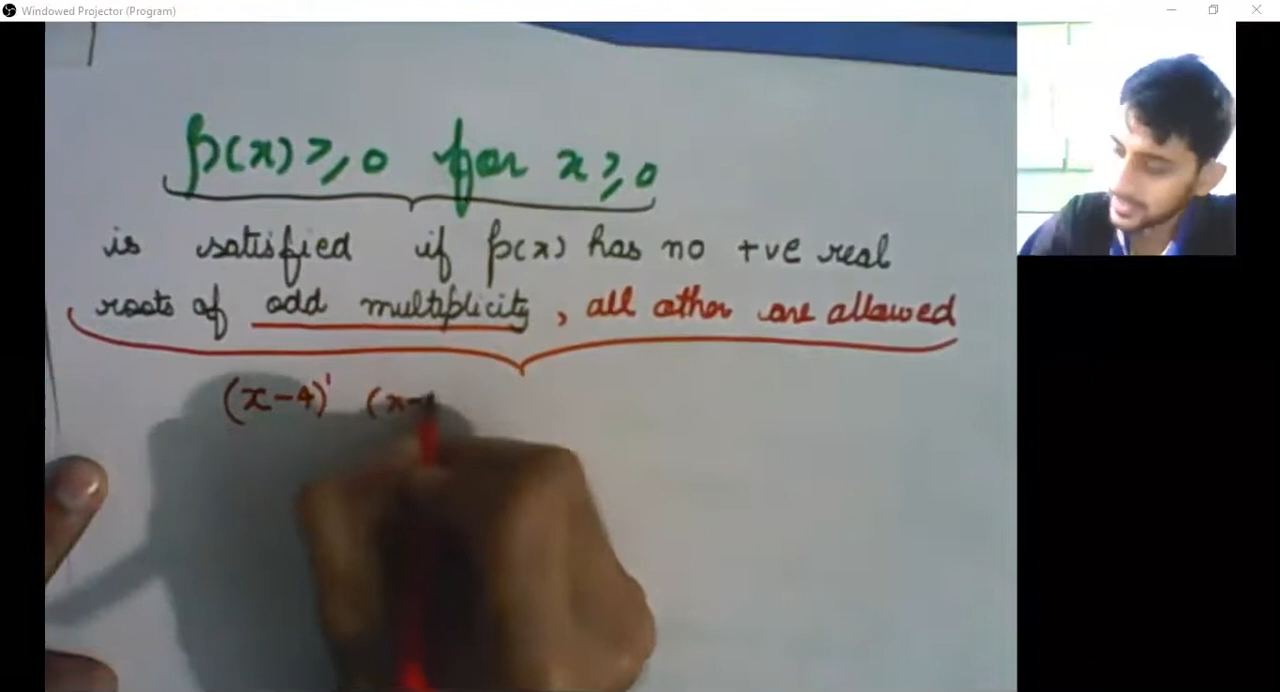 Windowed Projector (Program)
p(x) ≥ 0 for x ≥ 0
is satisfied if p(x) has no +ve real
roots of odd multiplicity, all other are allowed
(x-4)¹ (x-